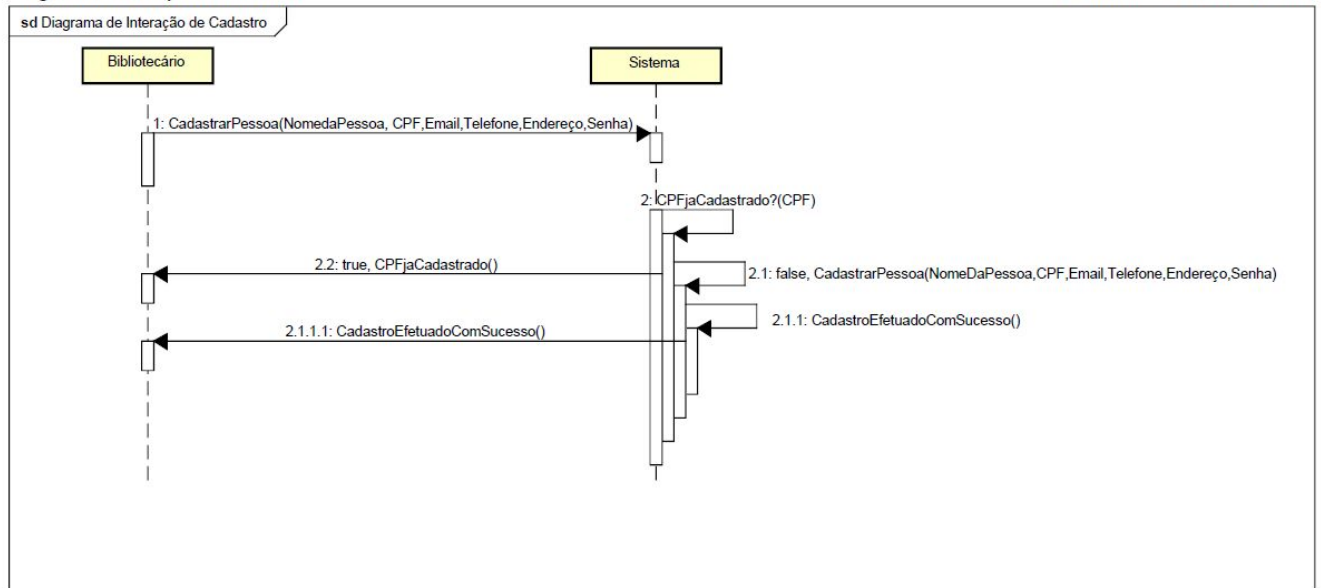 sd Diagrama de Interação de Cadastro
Bibliotecário
Sistema
1: CadastrarPessoa(NomedaPessoa, CPF,Email,Telefone,Endereço,Senha)
2: CPFjaCadastrado?(CPF)
2.2: true, CPFjaCadastrado()
2.1: false, CadastrarPessoa(NomeDaPessoa,CPF,Email,Telefone,Endereço,Senha)
2.1.1: CadastroEfetuadoComSucesso()
2.1.1.1: CadastroEfetuadoComSucesso()